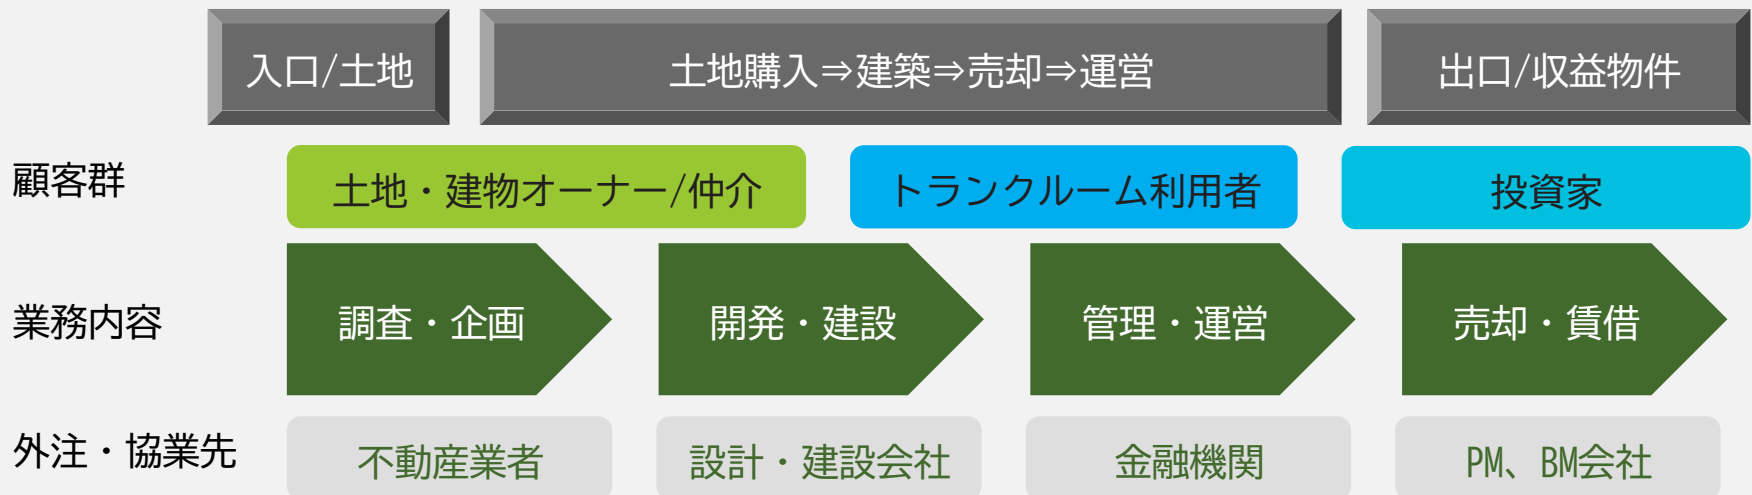 入口/土地
土地購入⇒建築⇒売却⇒運営
出口/収益物件
顧客群
土地・建物オーナー/仲介
トランクルーム利用者
投資家
業務内容
調査・企画
開発・建設
管理・運営
売却・賃借
外注・協業先
不動産業者
設計・建設会社
金融機関
PM、BM会社